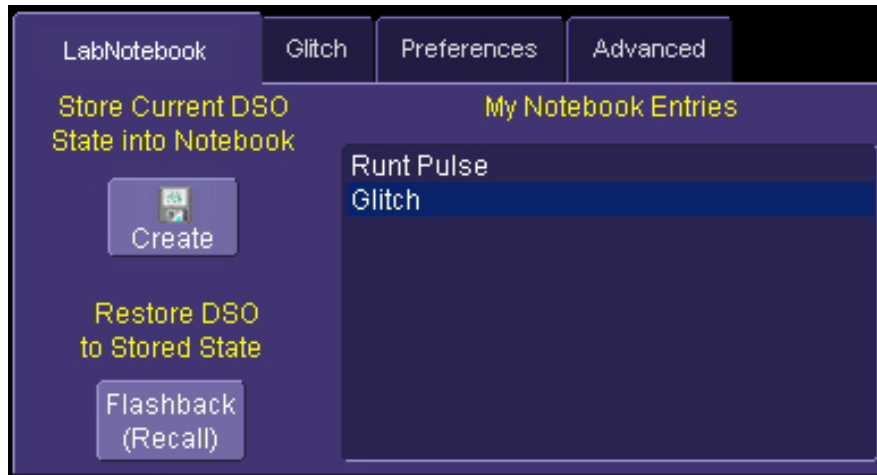 LabNotebook
Glitch
Preferences
Advanced
Store Current DSO
State into Notebook
Create
Restore DSO
to Stored State
Flashback
(Recall)
My Notebook Entries
Runt Pulse
Glitch